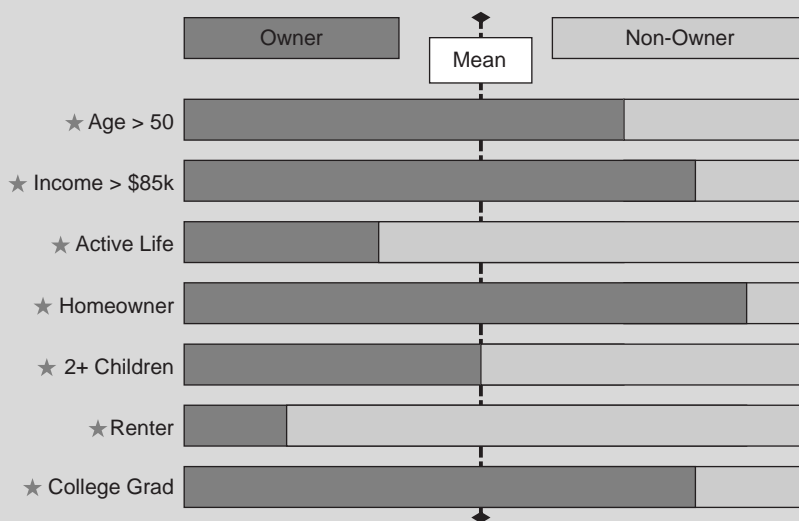 Owner
Non-Owner
Mean
Age > 50
Income > $85k
Active Life
Homeowner
2+ Children
Renter
College Grad